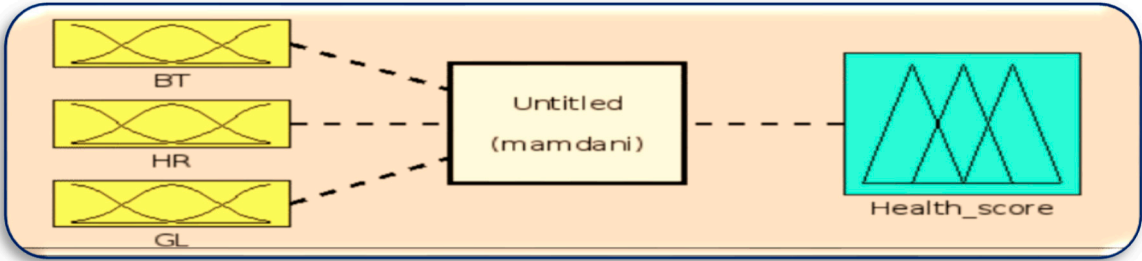 BT
HR
GL
Untitled
(mamdani)
Health_score